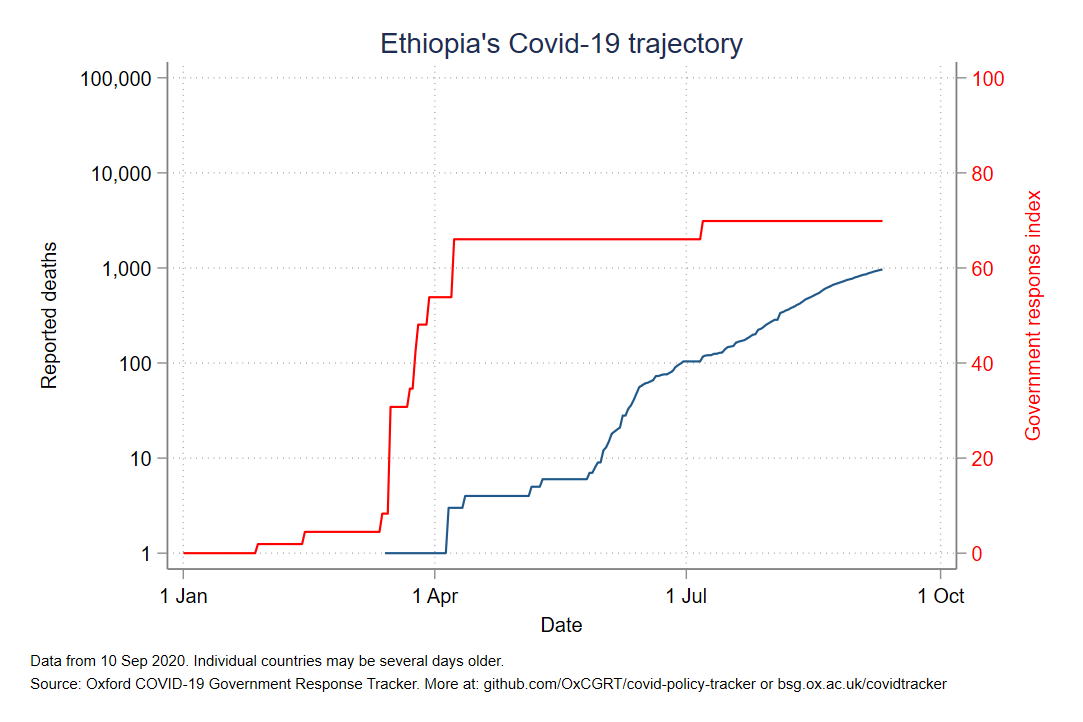 Ethiopia's Covid-19 trajectory
100,000
10,000
1,000
100
10
1
Reported deaths
100
80
60
40
20
0
Government response index
1 Jan
1 Apr
1 Jul
1 Oct
Date
Data from 10 Sep 2020. Individual countries may be several days older.
Source: Oxford COVID-19 Government Response Tracker. More at: github.com/OxCGRT/covid-policy-tracker or bsg.ox.ac.uk/covidtracker